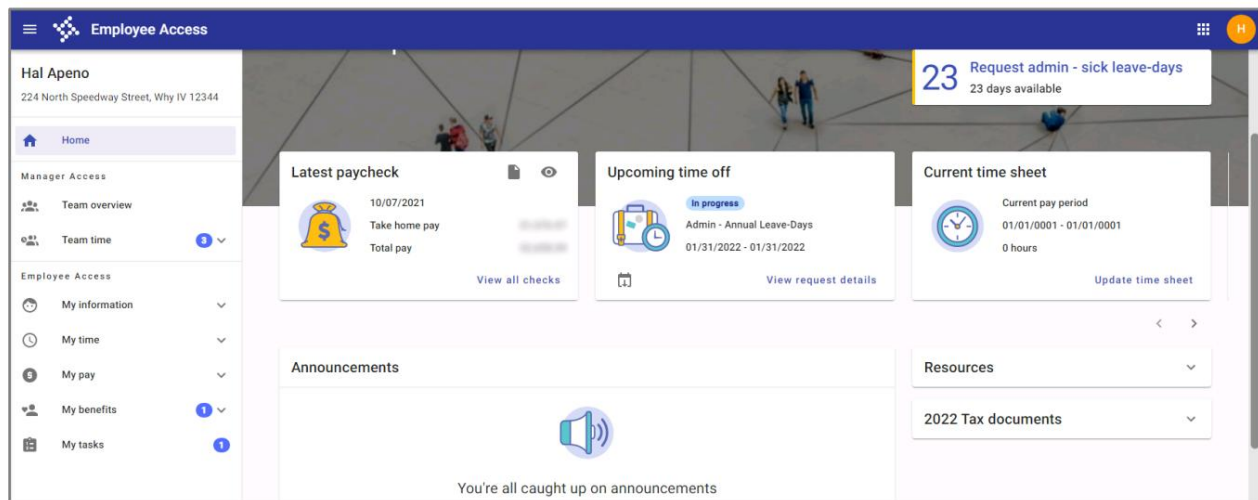 Employee Access
H
Hal Apeno
224 North Speedway Street, Why IV 12344
Home
Manager Access
Team overview
Team time 3
Employee Access
My information
My time
My pay
My benefits 1
My tasks 1
23 Request admin - sick leave-days
23 days available
Latest paycheck
10/07/2021
Take home pay
Total pay
View all checks
Upcoming time off
In progress
Admin - Annual Leave-Days
01/31/2022 - 01/31/2022
View request details
Current time sheet
Current pay period
01/01/0001 - 01/01/0001
0 hours
Update time sheet
Announcements
You're all caught up on announcements
Resources
2022 Tax documents